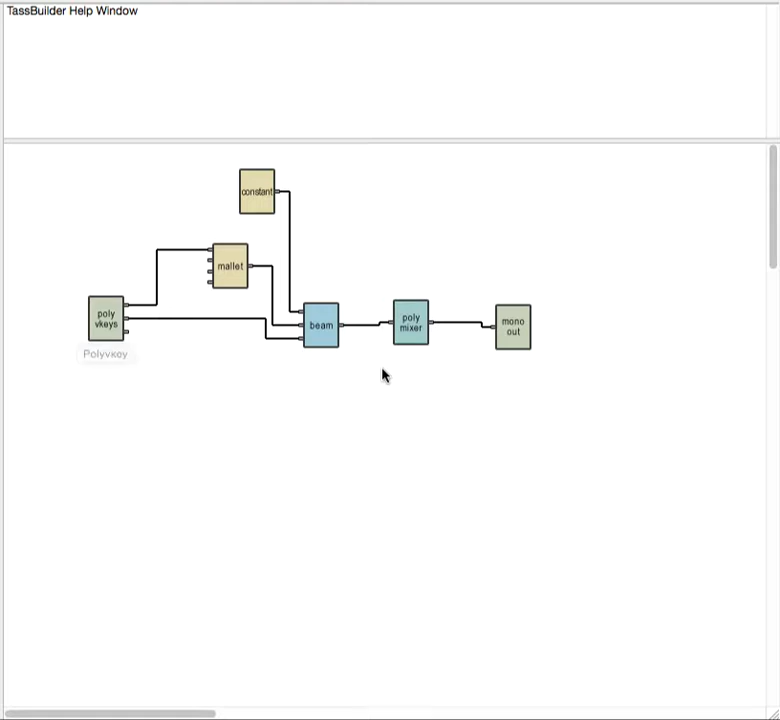 TassBuilder Help Window
constant
mallet
poly
vkeys
beam
poly
mixer
mono
out
Polyvkey